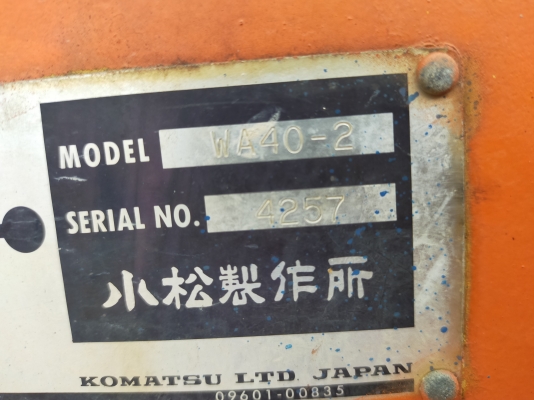 MODEL WA40-2
SERIAL NO. 4257
小松製作所
KOMATSU LTD JAPAN
09601-00835